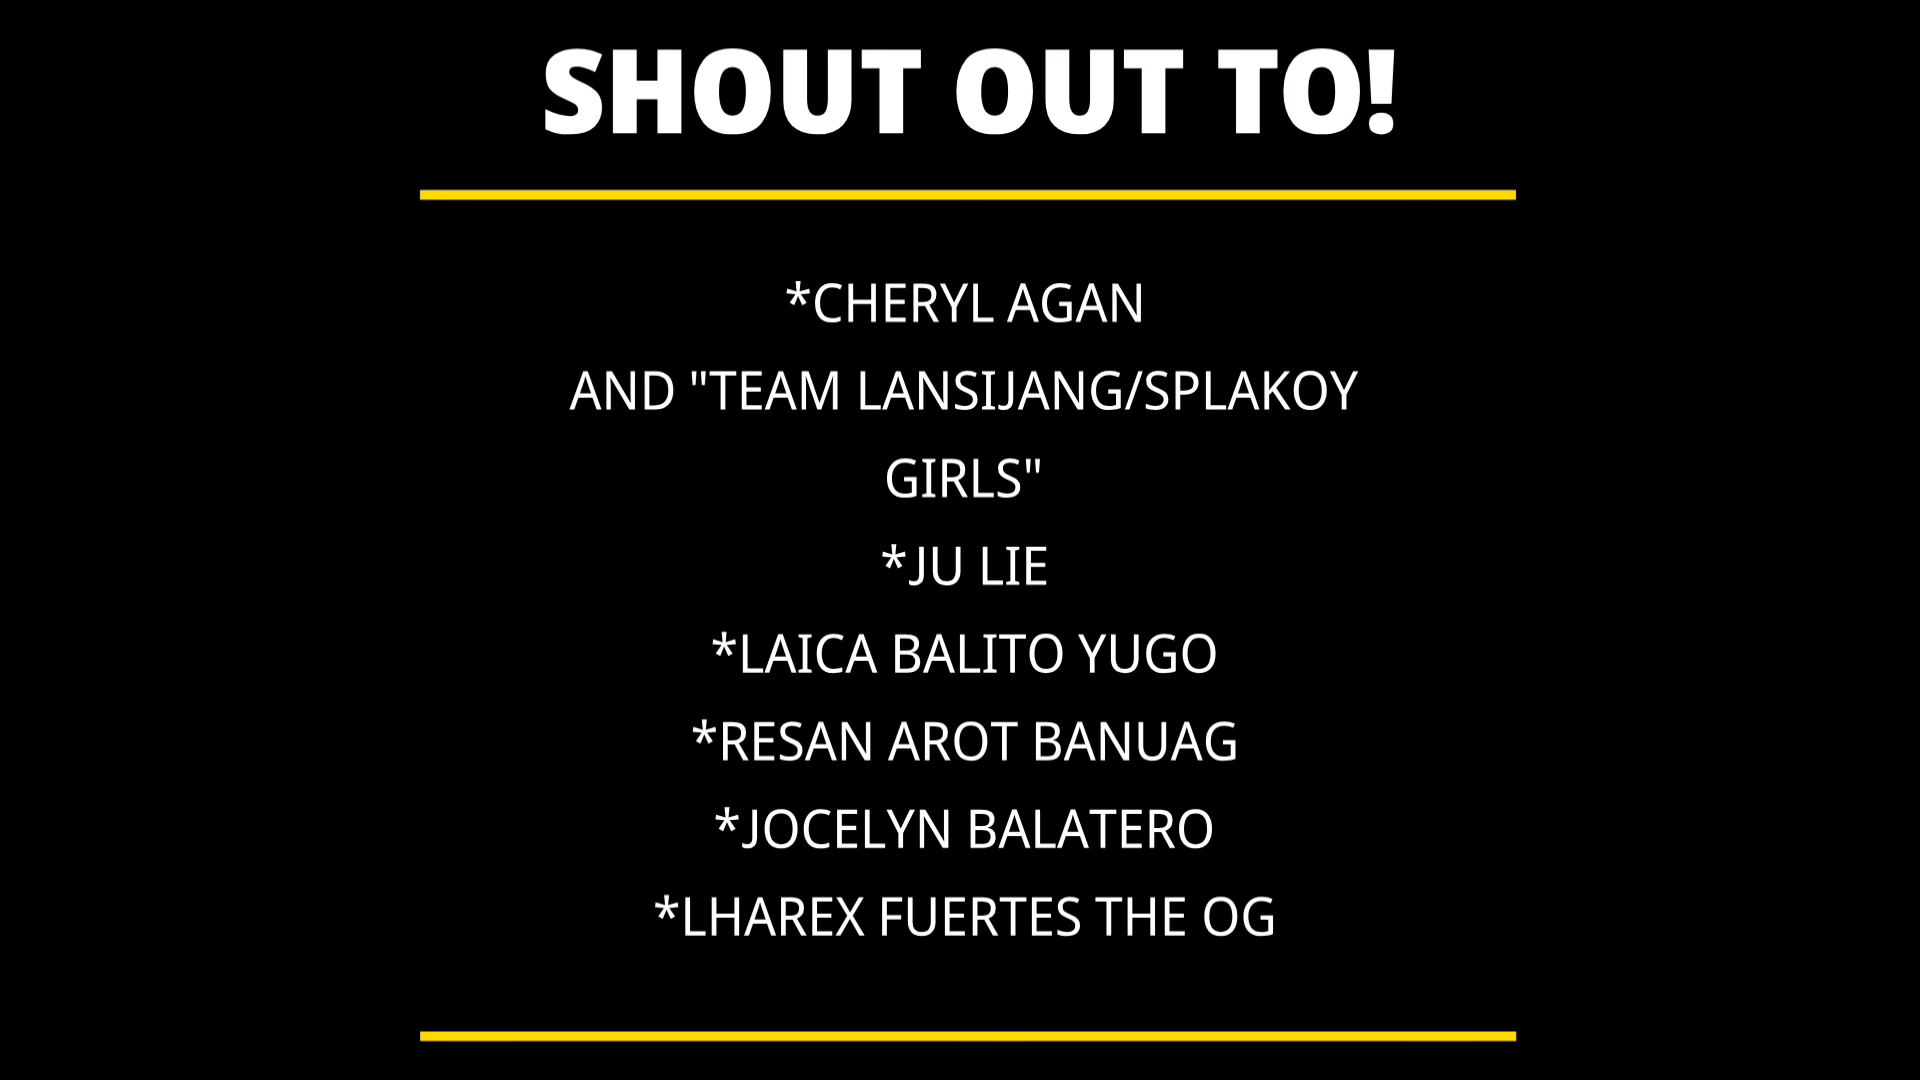 SHOUT OUT TO!
*CHERYL AGAN
AND "TEAM LANSIJANG/SPLAKOY
GIRLS"
*JU LIE
*LAICA BALITO YUGO
*RESAN AROT BANUAG
*JOCELYN BALATERO
*LHAREX FUERTES THE OG